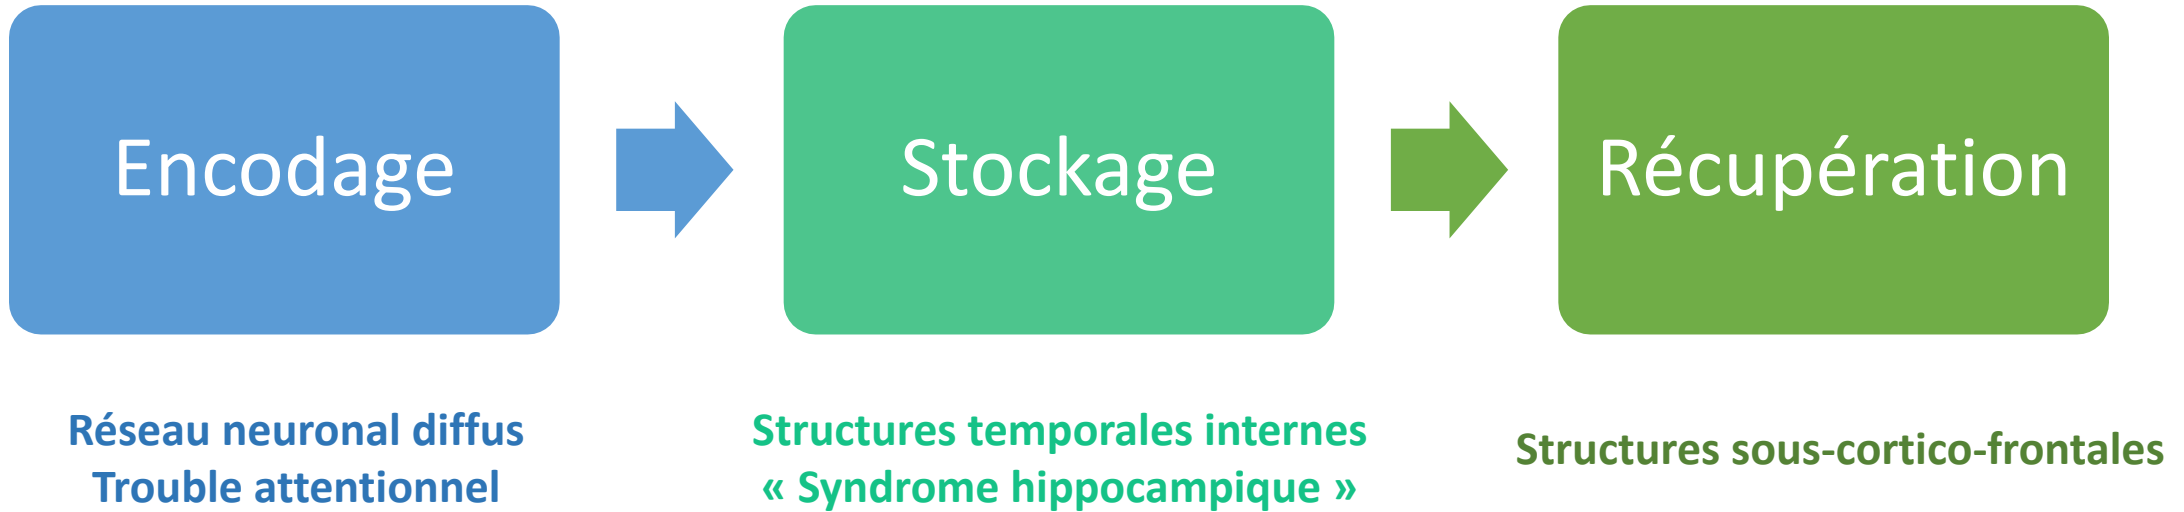 Encodage
Stockage
Récupération
Réseau neuronal diffus
Trouble attentionnel
Structures temporales internes
« Syndrome hippocampique »
Structures sous-cortico-frontales